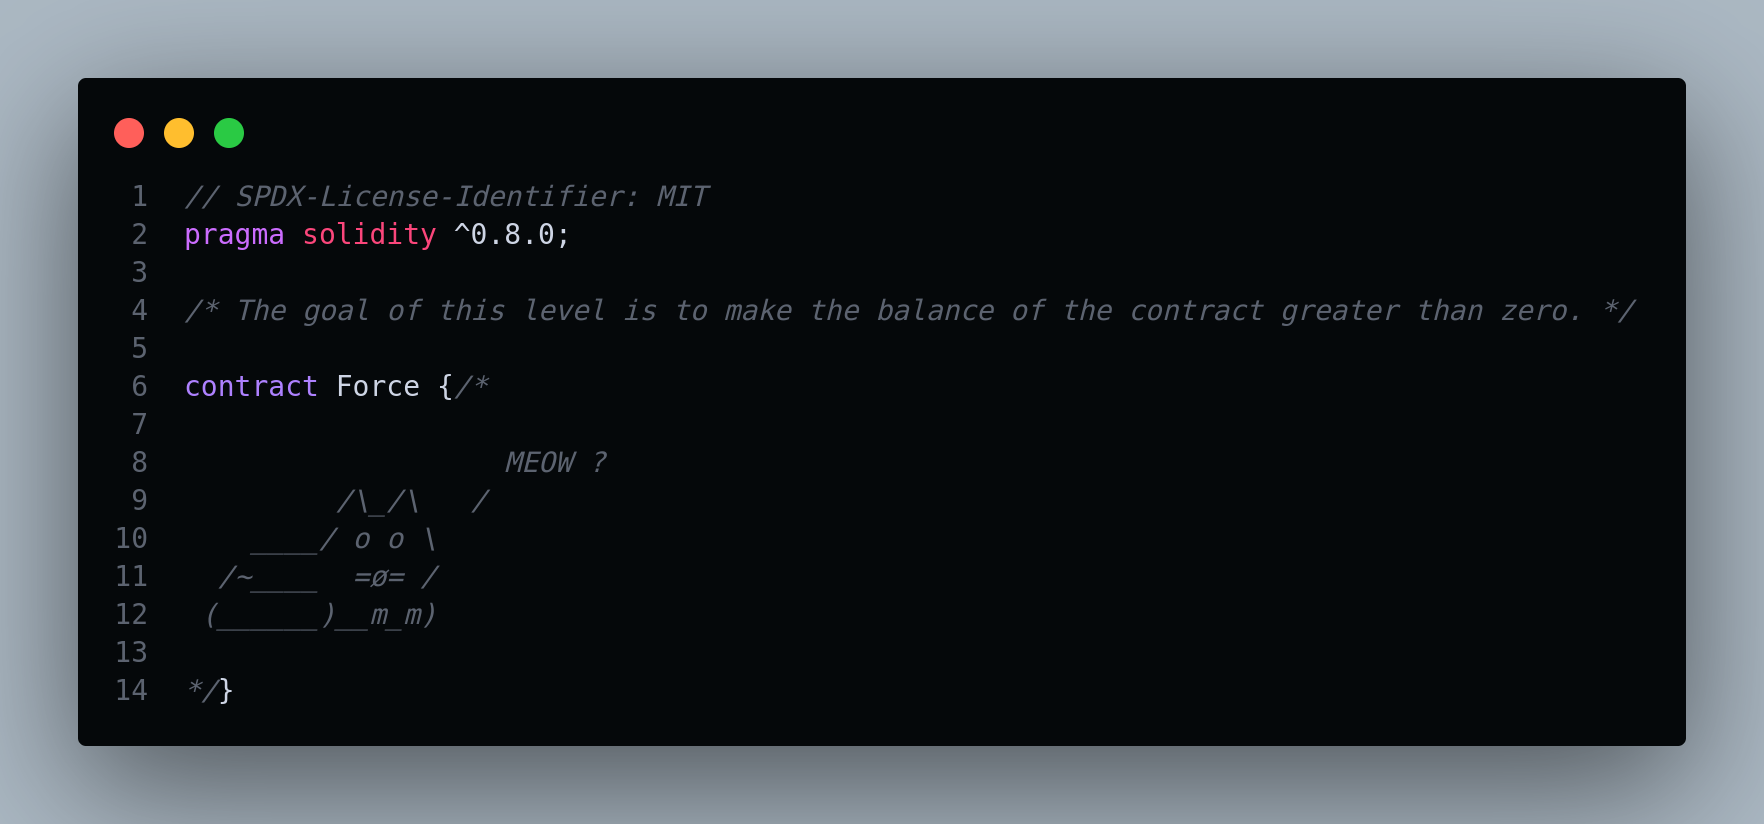 1 // SPDX-License-Identifier: MIT
2 pragma solidity ^0.8.0;
3
4 /* The goal of this level is to make the balance of the contract greater than zero. */
5
6 contract Force {/*
7
8                    MEOW ?
9          /\_/\   /
10     ____/ o o \
11   /~____  =ø= /
12  (______)__m_m)
13
14 */}